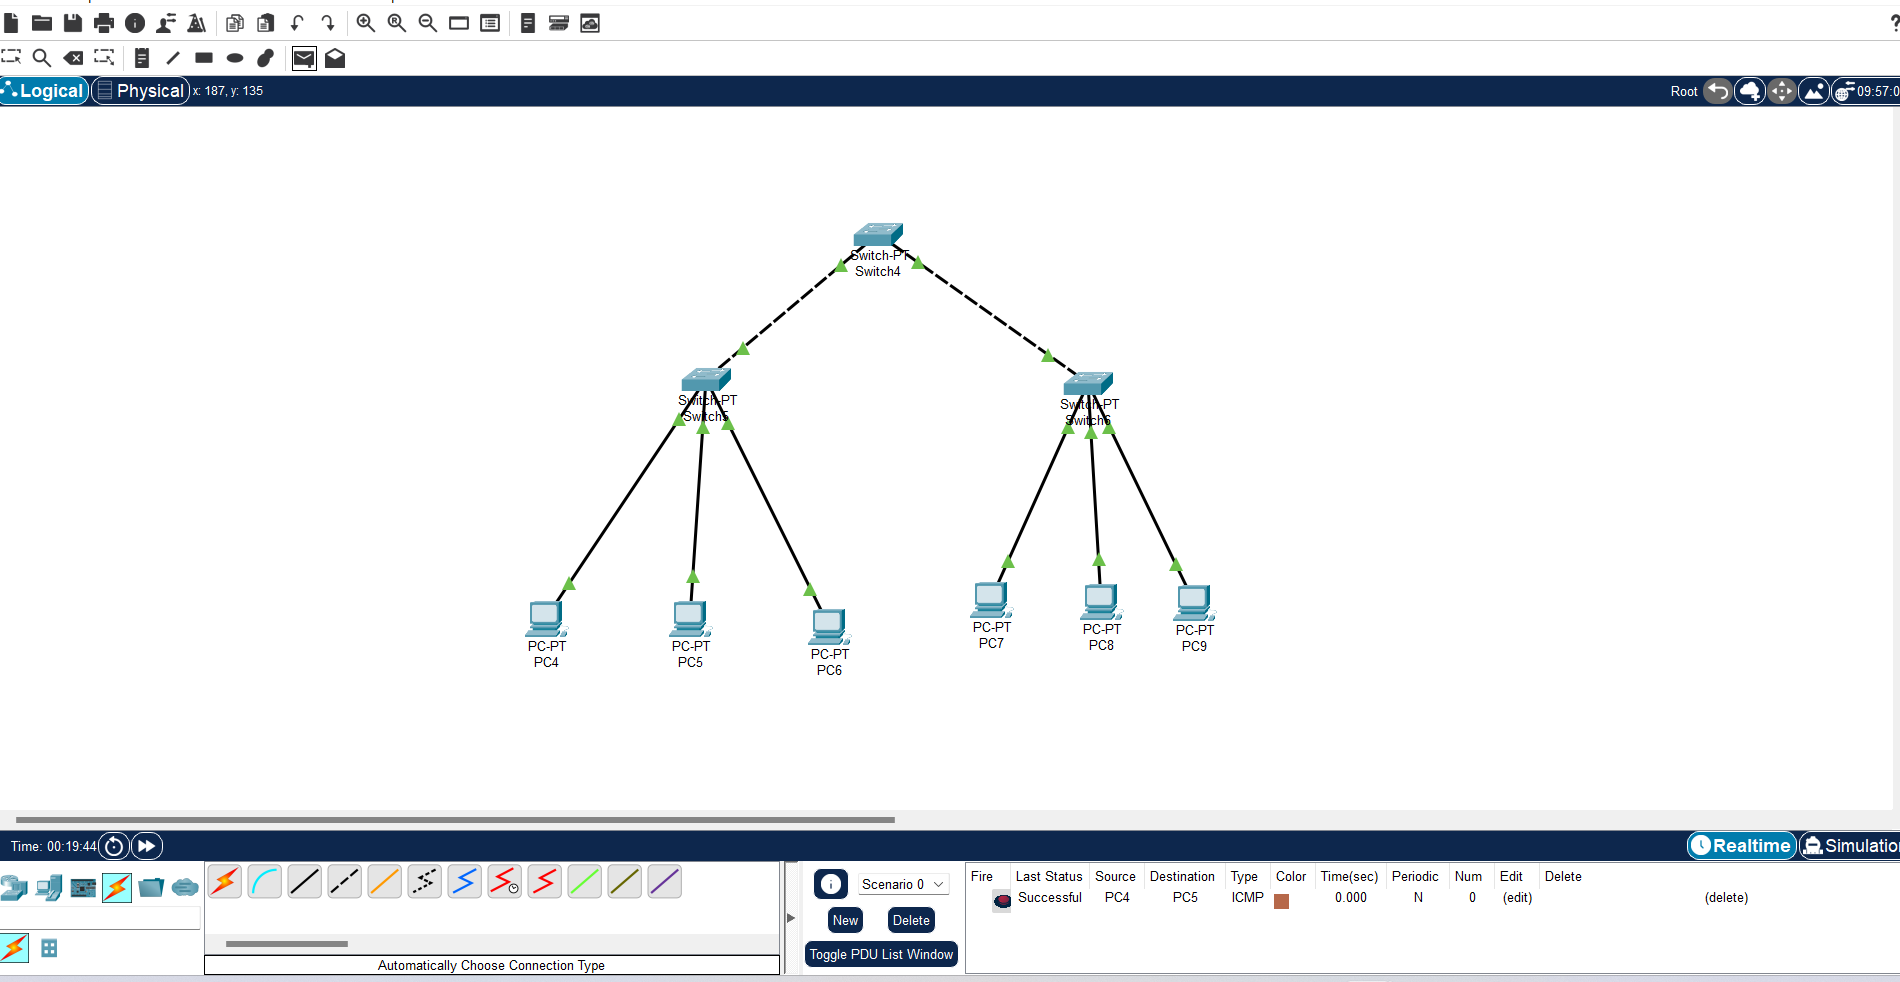 Logical Physical x: 187, y: 135 Root 09:57:0
Switch-PT
Switch4
Switch-PT
Switch5
Switch-PT
Switch6
PC-PT
PC4
PC-PT
PC5
PC-PT
PC6
PC-PT
PC7
PC-PT
PC8
PC-PT
PC9
Time: 00:19:44 Realtime Simulation
Scenario 0
New Delete
Toggle PDU List Window
Fire Last Status Source Destination Type Color Time(sec) Periodic Num Edit Delete
Successful PC4 PC5 ICMP 0.000 N 0 (edit) (delete)
Automatically Choose Connection Type